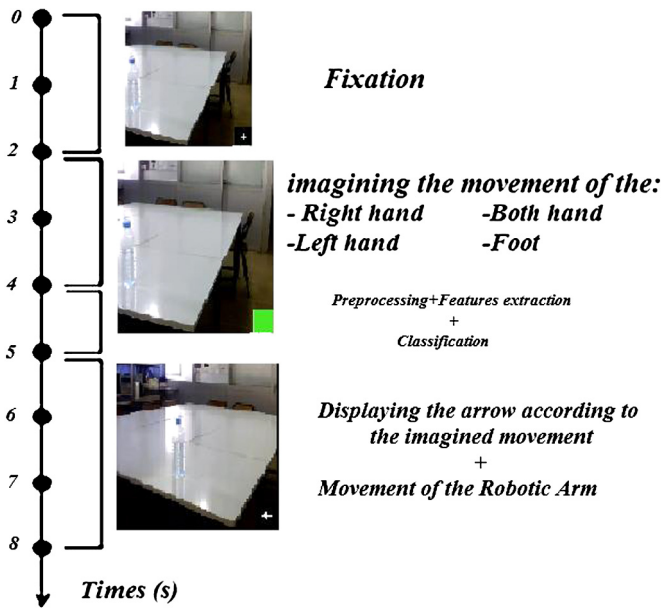 0
1
Fixation
2
imagining the movement of the:
- Right hand -Both hand
3
-Left hand -Foot
4
Preprocessing+Features extraction
+
Classification
5
6
Displaying the arrow according to
the imagined movement
+
7
Movement of the Robotic Arm
8
Times (s)